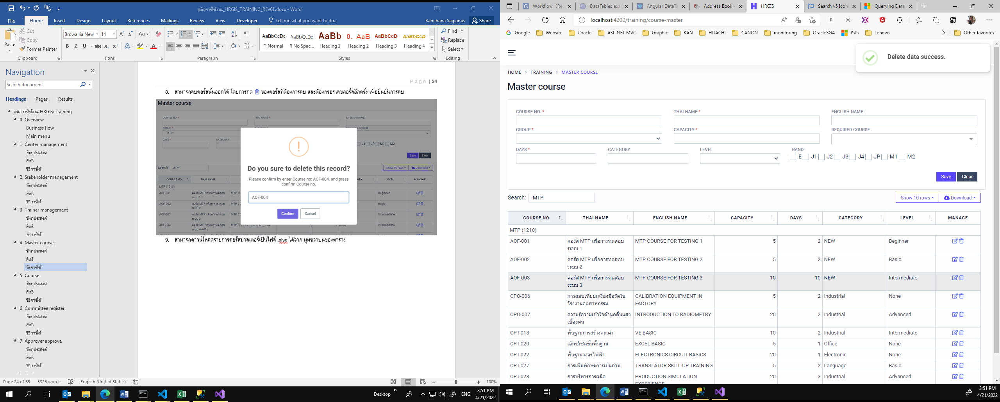 คู่มือการใช้งาน_HRGIS_TRAINING_REV01.docx - Word
File Home Insert Design Layout References Mailings Review View Developer Tell me what you want to do... Kanchana Saipanus Share
Paste
Cut
Copy
Format Painter
Clipboard
Browallia New 14
Font
Paragraph
AaBbCcDc AaBbCcDd AaBb 0. AaB AaBbCcD AaBbCcD
¶ Normal ¶ No Spac... Heading 1 Heading 2 Heading 3 Heading 4
Styles
Find
Replace
Select
Editing
Navigation
Search document
Headings Pages Results
คู่มือการใช้งาน HRGIS/Training
0. Overview
Business flow
Main menu
1. Center management
วัตถุประสงค์
สิทธิ
วิธีการใช้
2. Stakeholder management
วัตถุประสงค์
สิทธิ
วิธีการใช้
3. Trainer management
วัตถุประสงค์
สิทธิ
วิธีการใช้
4. Master course
วัตถุประสงค์
สิทธิ
วิธีการใช้
5. Course
วัตถุประสงค์
สิทธิ
วิธีการใช้
6. Committee register
วัตถุประสงค์
สิทธิ
วิธีการใช้
7. Approver approve
วัตถุประสงค์
สิทธิ
วิธีการใช้
Page | 24
8. สามารถลบคอร์สนั้นออกได้ โดยการกด ของคอร์สที่ต้องการลบ และต้องกรอกเลขคอร์สอีกครั้ง เพื่อยืนยันการลบ
Master course
COURSE NO. * THAI NAME * ENGLISH NAME
GROUP *
MTP
DAYS * CATEGORY
J4 JP M1 M2
Save Clear
Search: MTP Show 10 rows Download
COURSE NO. THAI NAME LEVEL MANAGE
MTP (1210)
AOF-001 คอร์ส MTP เพื่อการทดสอบ ระบบ 1 Beginner
AOF-002 คอร์ส MTP เพื่อการทดสอบ ระบบ 2 Basic
AOF-003 คอร์ส MTP เพื่อการทดสอบ ระบบ 3 Intermediate
AOF-004 คอร์ส MTP เพื่อการทดสอบ ระบบ 4 แก้ไข MTP COURSE FOR TESTING 4 5 2 None Intermediate
Do you sure to delete this record?
Please confirm by enter Course no: AOF-004. and press
confirm Course no.
AOF-004
Confirm Cancel
9. สามารถดาวน์โหลดรายการคอร์สมาสเตอร์เป็นไฟล์ .xlsx ได้จาก มุมขวาบนของตาราง
Page 24 of 65 3326 words English (United States) 100%
Desktop ENG 3:51 PM
4/21/2022
Workflow (Rec DataTables exa Angular DataTa Address Book - HRGIS Search v5 Icon Querying Data
localhost:4200/training/course-master
Google Website Oracle ASP.NET MVC Graphic KAN HITACHI CANON monitoring OracleSGA กีฬา Lenovo Other favorites
Delete data success.
HOME > TRAINING > MASTER COURSE
Master course
COURSE NO. * THAI NAME * ENGLISH NAME
GROUP * CAPACITY * REQUIRED COURSE
DAYS * CATEGORY LEVEL BAND
E J1 J2 J3 J4 JP M1 M2
Save Clear
Search: MTP Show 10 rows Download
COURSE NO. THAI NAME ENGLISH NAME CAPACITY DAYS CATEGORY LEVEL MANAGE
MTP (1210)
AOF-001 คอร์ส MTP เพื่อการทดสอบ MTP COURSE FOR TESTING 1 5 2 NEW Beginner
ระบบ 1
AOF-002 คอร์ส MTP เพื่อการทดสอบ MTP COURSE FOR TESTING 2 5 2 NEW Basic
ระบบ 2
AOF-003 คอร์ส MTP เพื่อการทดสอบ MTP COURSE FOR TESTING 3 10 10 NEW Intermediate
ระบบ 3
CPO-006 การสอบเทียบเครื่องมือวัดใน CALIBRATION EQUIPMENT IN 5 2 Industrial None
โรงงานอุตสาหกรรม FACTORY
CPO-007 ความรู้ความเข้าใจด้านคลื่นแสง INTRODUCTION TO RADIOMETRY 20 2 Industrial Advanced
เบื้องต้น
CPT-018 พื้นฐานการสร้างคุณค่า VE BASIC 10 2 Industrial Intermediate
CPT-020 เอ็กซ์เซลขั้นพื้นฐาน EXCEL BASIC 5 1 Office None
CPT-022 พื้นฐานวงจรไฟฟ้า ELECTRONICS CIRCUIT BASICS 20 1 Electronic None
CPT-027 การเพิ่มทักษะการเป็นล่าม TRANSLATOR SKILL UP TRAINING 5 2 Language Basic
CPT-028 การบริหารการผลิต PRODUCTION SIMULATION 20 3 Industrial Advanced
EXPERIENCE
3:51 PM
4/21/2022